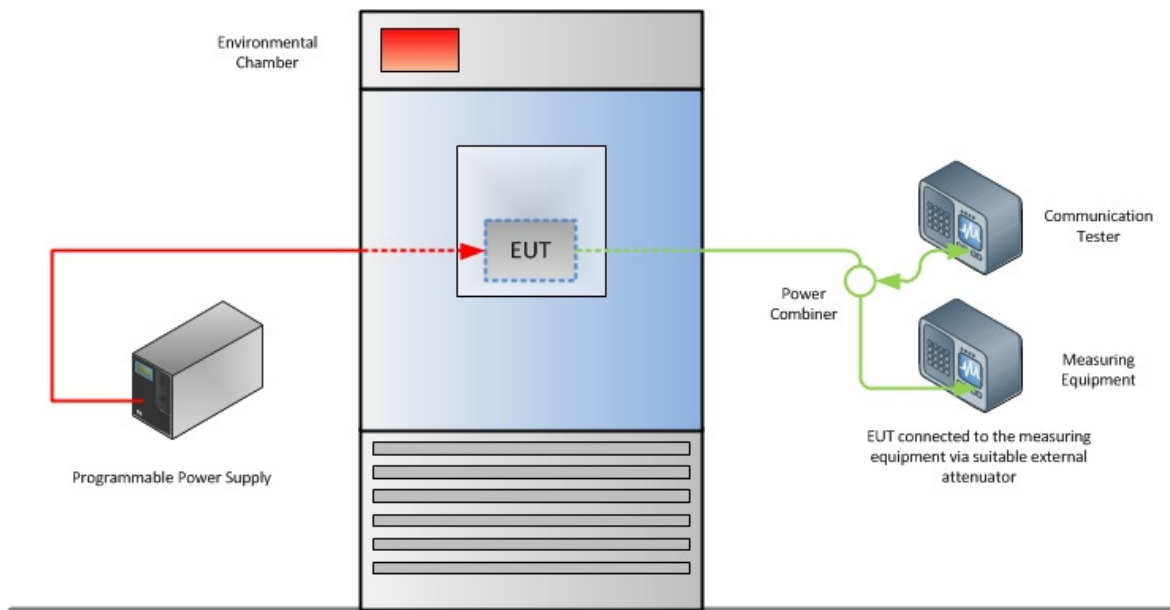 Environmental
Chamber
EUT
Communication
Tester
Power
Combiner
Measuring
Equipment
EUT connected to the measuring
equipment via suitable external
attenuator
Programmable Power Supply